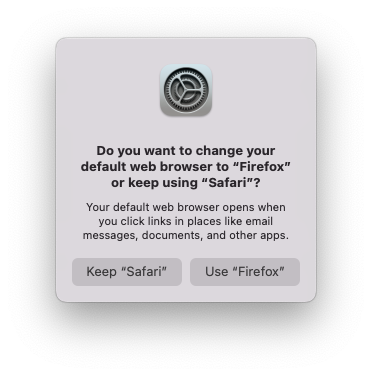 Do you want to change your
default web browser to “Firefox”
or keep using “Safari”?
Your default web browser opens when
you click links in places like email
messages, documents, and other apps.
Keep “Safari”
Use “Firefox”